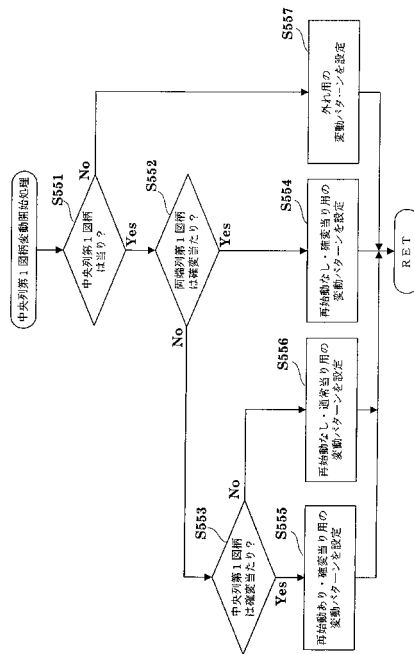 中央列第1図柄変動開始処理
S551
中央列第1図柄
は当り?
No
Yes
S552
両端列第1図柄
は確変当たり?
No
Yes
S553
中央列第1図柄
は確変当たり?
No
Yes
S555
再始動あり・確変当り用の
変動パターンを設定
S556
再始動なし・通常当り用の
変動パターンを設定
S554
再始動なし・確変当り用の
変動パターンを設定
S557
外れ用の
変動パターンを設定
RET